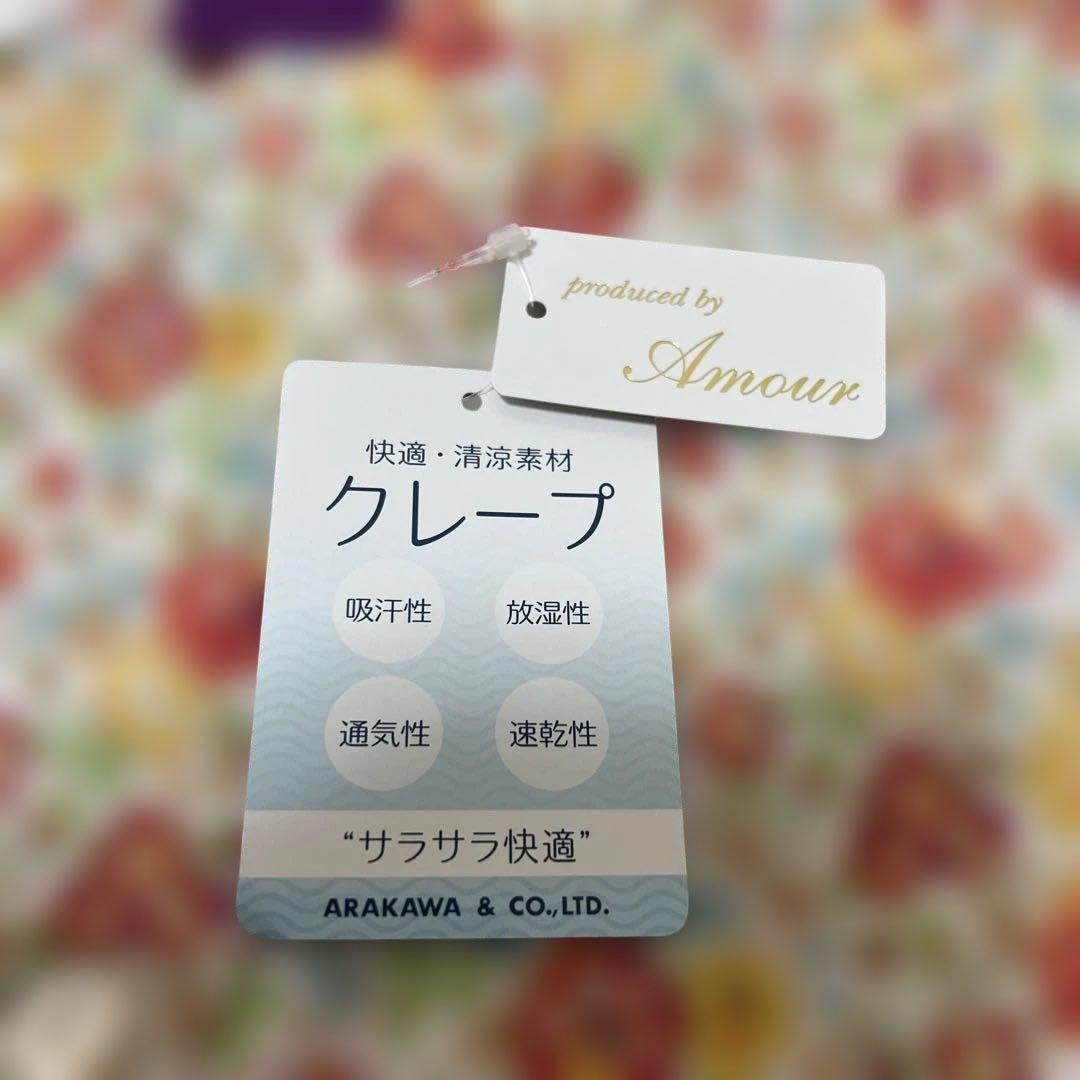 produced by
Amour
快適・清涼素材
クレープ
吸汗性
放湿性
通気性
速乾性
“サラサラ快適”
ARAKAWA & CO.,LTD.